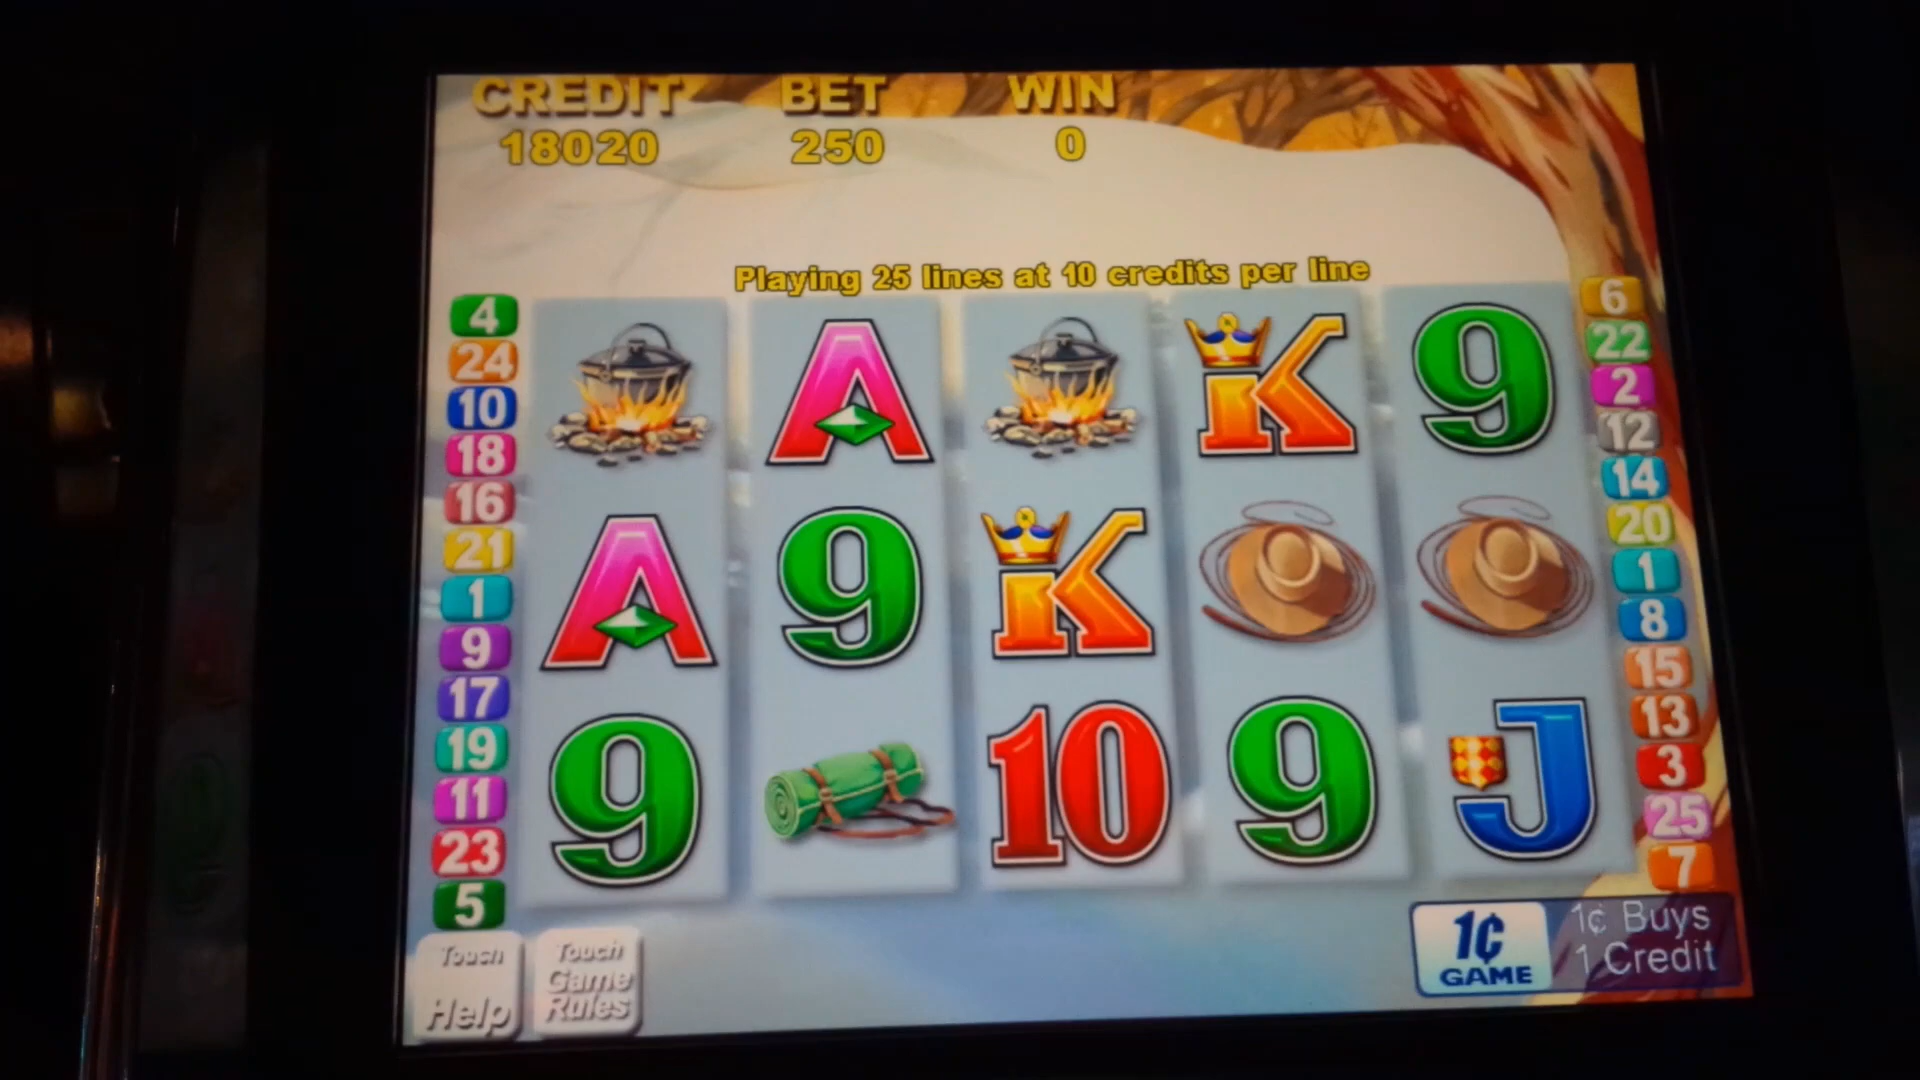 CREDIT BET WIN
18020 250 0
Playing 25 lines at 10 credits per line
4
24
10
18
16
21
1
9
17
19
11
23
5
A K 9
A 9 K
9 10 9 J
6
22
2
12
14
20
1
8
15
13
3
25
7
Touch
Help
Touch
Game
Rules
1¢
GAME
1¢ Buys
1 Credit